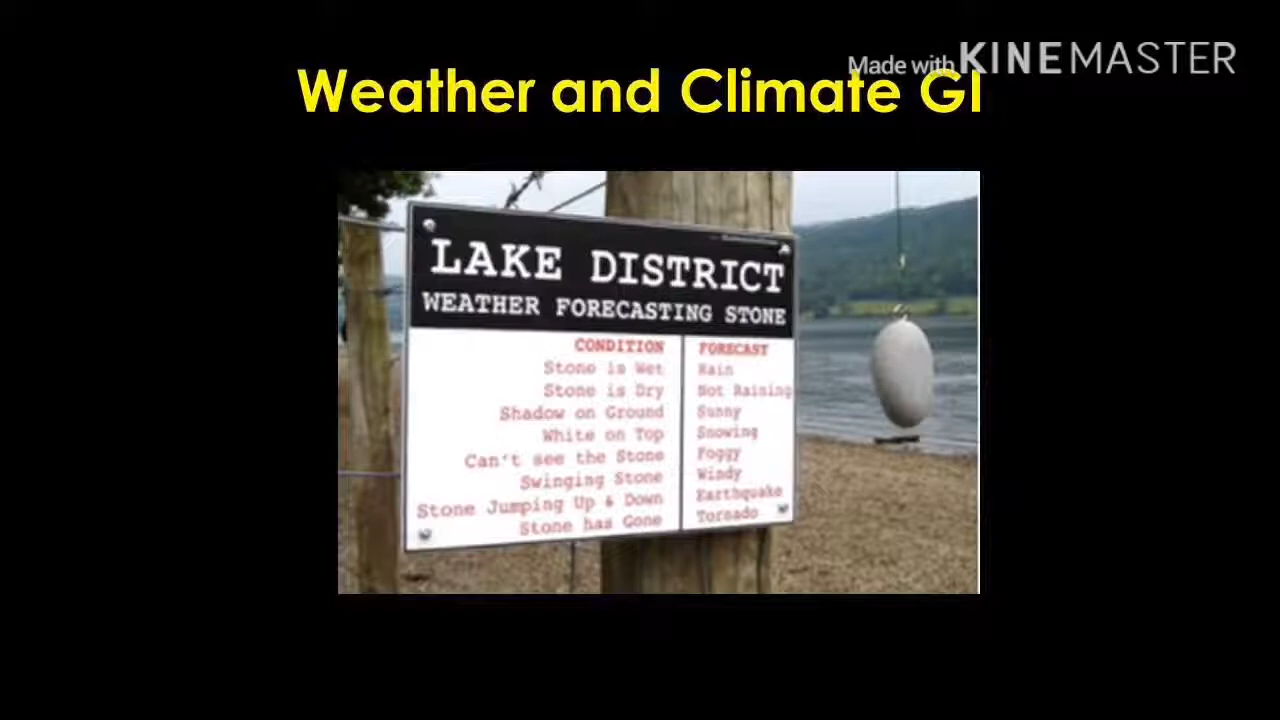 Made with KINEMASTER
Weather and Climate GI
LAKE DISTRICT
WEATHER FORECASTING STONE
CONDITION FORECAST
Stone is Wet Rain
Stone is Dry Not Raining
Shadow on Ground Sunny
White on Top Snowing
Can't see the Stone Foggy
Swinging Stone Windy
Stone Jumping Up & Down Earthquake
Stone has Gone Tornado